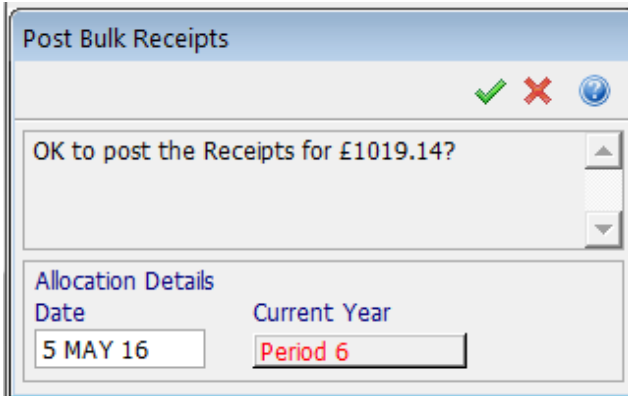 Post Bulk Receipts
OK to post the Receipts for £1019.14?
Allocation Details
Date Current Year
5 MAY 16 Period 6